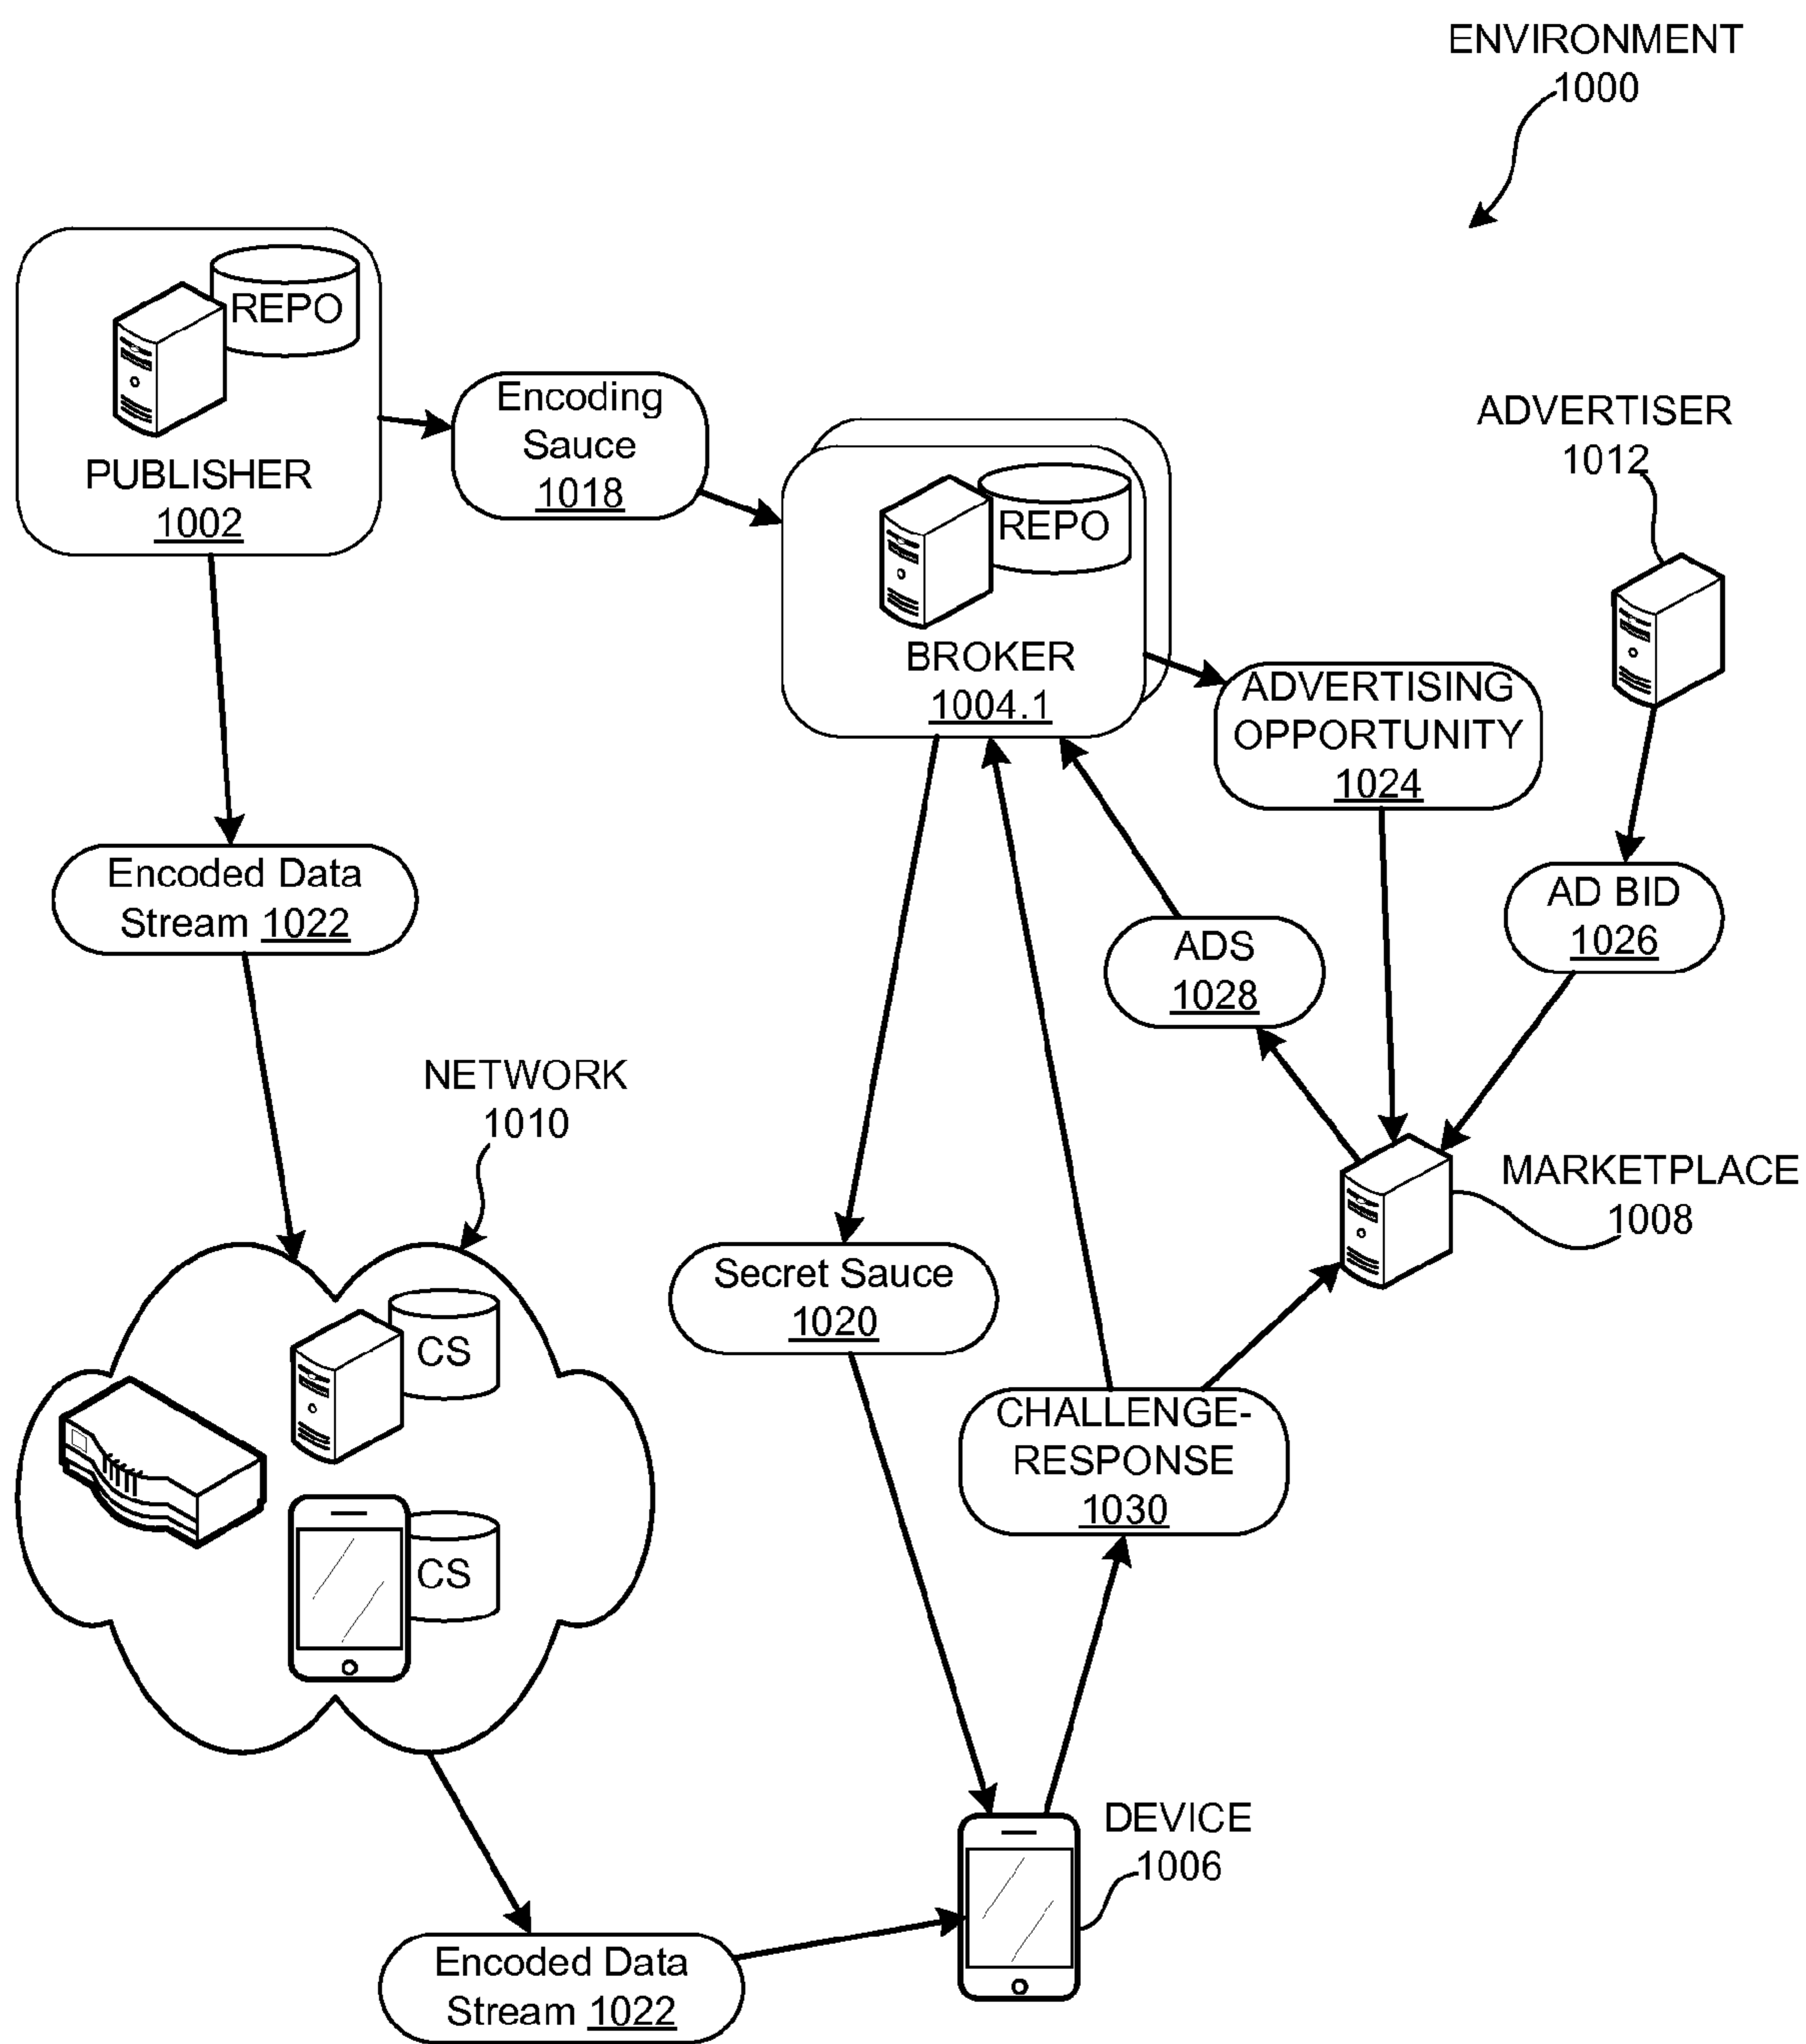 ENVIRONMENT
1000
REPO
PUBLISHER
1002
Encoding
Sauce
1018
REPO
BROKER
1004.1
ADVERTISER
1012
ADVERTISING
OPPORTUNITY
1024
Encoded Data
Stream 1022
AD BID
1026
ADS
1028
NETWORK
1010
MARKETPLACE
1008
Secret Sauce
1020
CS
CS
CHALLENGE-
RESPONSE
1030
DEVICE
1006
Encoded Data
Stream 1022